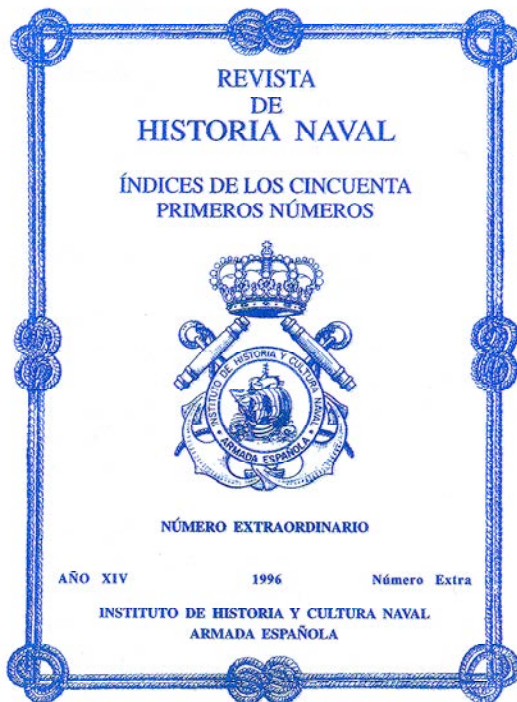 REVISTA
DE
HISTORIA NAVAL
ÍNDICES DE LOS CINCUENTA
PRIMEROS NÚMEROS
INSTITUTO DE HISTORIA Y CULTURA NAVAL
ARMADA ESPAÑOLA
NÚMERO EXTRAORDINARIO
AÑO XIV 1996 Número Extra
INSTITUTO DE HISTORIA Y CULTURA NAVAL
ARMADA ESPAÑOLA